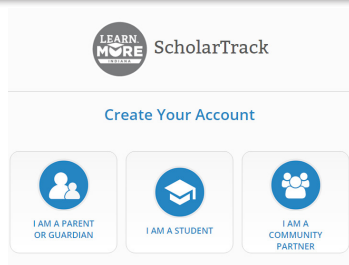 LEARN
MORE
INDIANA
ScholarTrack
Create Your Account
I AM A PARENT
OR GUARDIAN
I AM A STUDENT
I AM A
COMMUNITY
PARTNER